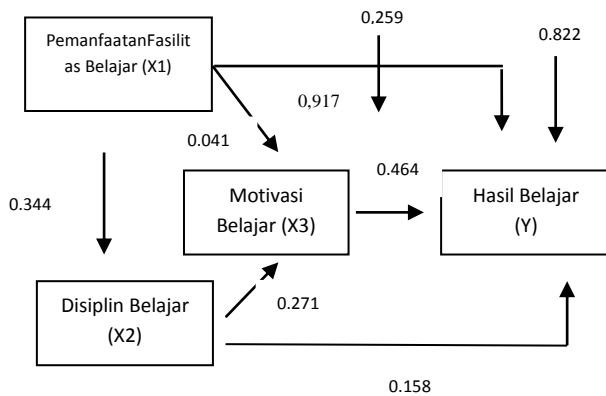 0,259
0.822
PemanfaatanFasilit
as Belajar (X1)
0,917
0.041
0.464
Motivasi
Belajar (X3)
Hasil Belajar
(Y)
0.344
Disiplin Belajar
(X2)
0.271
0.158